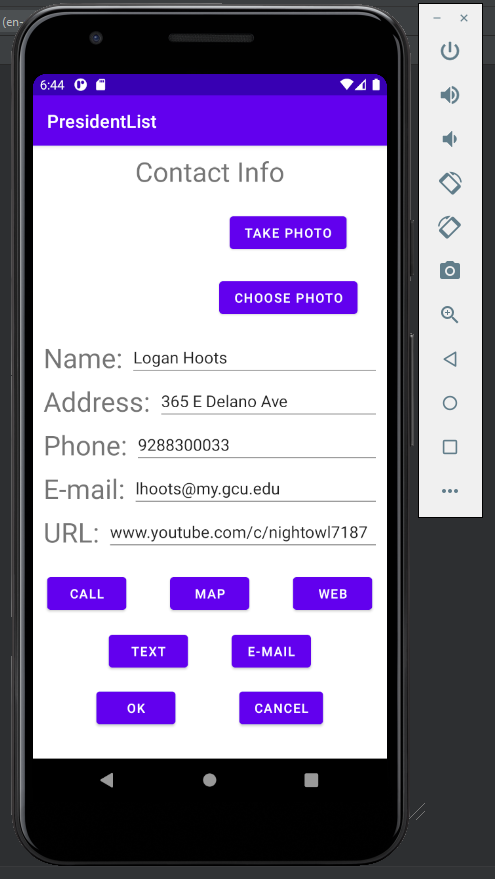 (en-
6:44
PresidentList
Contact Info
TAKE PHOTO
CHOOSE PHOTO
Name: Logan Hoots
Address: 365 E Delano Ave
Phone: 9288300033
E-mail: lhoots@my.gcu.edu
URL: www.youtube.com/c/nightowl7187
CALL MAP WEB
TEXT E-MAIL
OK CANCEL